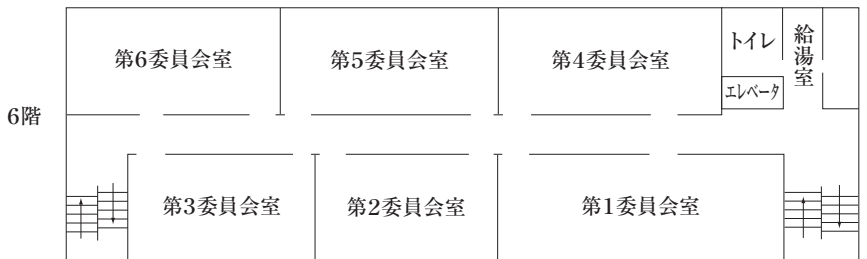 第6委員会室
第5委員会室
第4委員会室
トイレ
給湯室
エレベータ
6階
第3委員会室
第2委員会室
第1委員会室